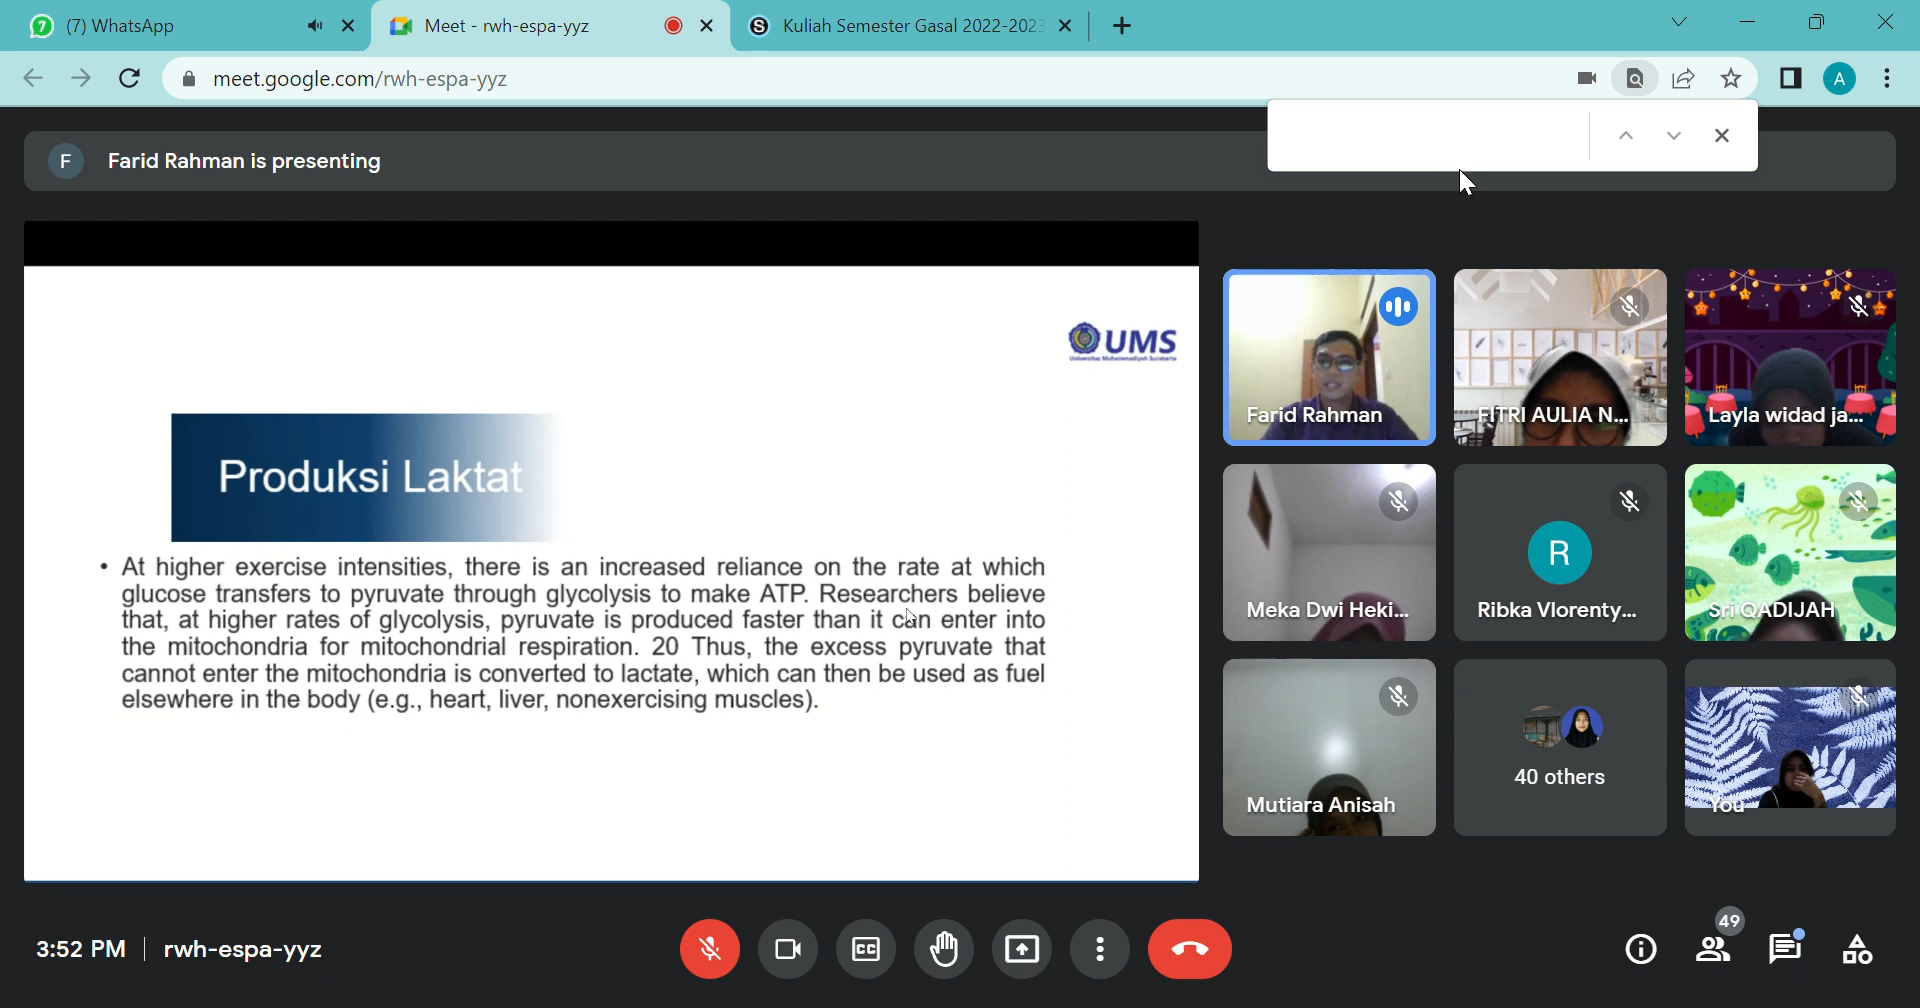 (7) WhatsApp
Meet - rwh-espa-yyz
Kuliah Semester Gasal 2022-2023
meet.google.com/rwh-espa-yyz
A
F
Farid Rahman is presenting
UMS
Universitas Muhammadiyah Surakarta
Produksi Laktat
• At higher exercise intensities, there is an increased reliance on the rate at which
glucose transfers to pyruvate through glycolysis to make ATP. Researchers believe
that, at higher rates of glycolysis, pyruvate is produced faster than it can enter into
the mitochondria for mitochondrial respiration. 20 Thus, the excess pyruvate that
cannot enter the mitochondria is converted to lactate, which can then be used as fuel
elsewhere in the body (e.g., heart, liver, nonexercising muscles).
Farid Rahman
FITRI AULIA N...
Layla widad ja...
Meka Dwi Heki...
R
Ribka Vlorenty...
Sri QADIJAH
Mutiara Anisah
40 others
You
3:52 PM
rwh-espa-yyz
CC
49